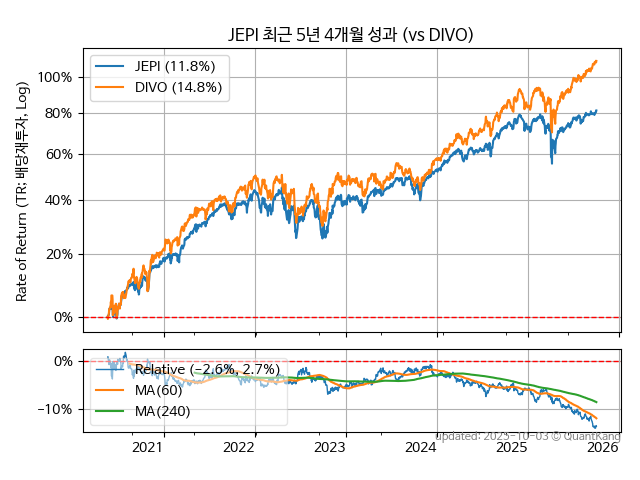 JEPI 최근 5년 4개월 성과 (vs DIVO)
JEPI (11.8%)
DIVO (14.8%)
Rate of Return (TR: 배당재투자, Log)
100%
80%
60%
40%
20%
0%
0%
−10%
Relative (−2.6%, 2.7%)
MA(60)
MA(240)
2021 2022 2023 2024 2025 2026
Updated: 2025-10-03 © QuantKang